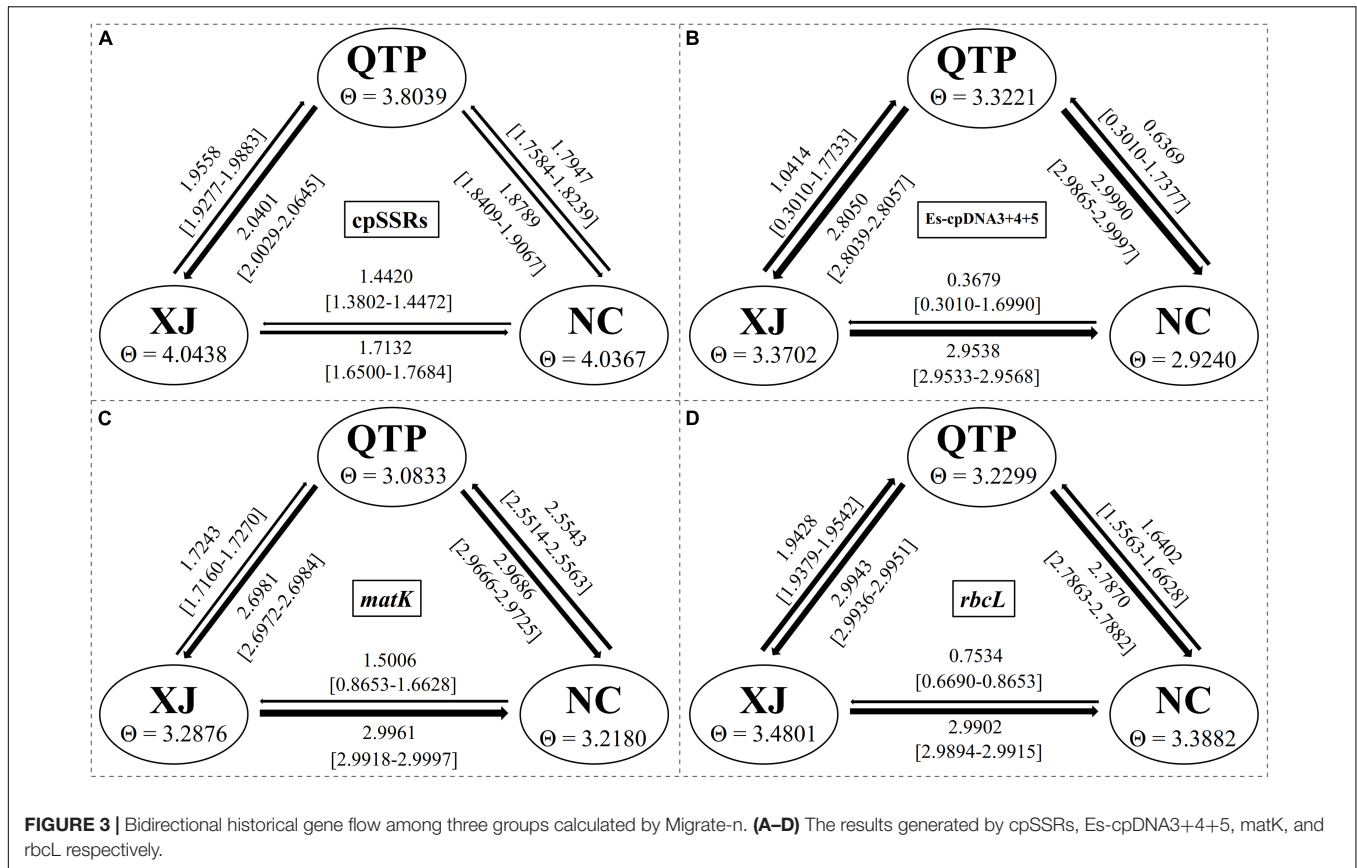 A
QTP
Θ = 3.8039
1.9558
[1.9277-1.9883]
2.0401
[2.0029-2.0645]
1.7947
[1.7584-1.8239]
1.8789
[1.8409-1.9067]
cpSSRs
1.4420
[1.3802-1.4472]
1.7132
[1.6500-1.7684]
XJ
Θ = 4.0438
NC
Θ = 4.0367
B
QTP
Θ = 3.3221
1.0414
[0.3010-1.7733]
2.8050
[2.8039-2.8057]
0.6369
[0.3010-1.7377]
2.9990
[2.9865-2.9997]
Es-cpDNA3+4+5
0.3679
[0.3010-1.6990]
2.9538
[2.9533-2.9568]
XJ
Θ = 3.3702
NC
Θ = 2.9240
C
QTP
Θ = 3.0833
1.7243
[1.7160-1.7270]
2.6981
[2.6972-2.6984]
2.5543
[2.5514-2.5563]
2.9686
[2.9666-2.9725]
matK
1.5006
[0.8653-1.6628]
2.9961
[2.9918-2.9997]
XJ
Θ = 3.2876
NC
Θ = 3.2180
D
QTP
Θ = 3.2299
1.9428
[1.9379-1.9542]
2.9943
[2.9936-2.9951]
1.6402
[1.5563-1.6628]
2.7870
[2.7863-2.7882]
rbcL
0.7534
[0.6690-0.8653]
2.9902
[2.9894-2.9915]
XJ
Θ = 3.4801
NC
Θ = 3.3882
FIGURE 3 | Bidirectional historical gene flow among three groups calculated by Migrate-n. (A–D) The results generated by cpSSRs, Es-cpDNA3+4+5, matK, and
rbcL respectively.